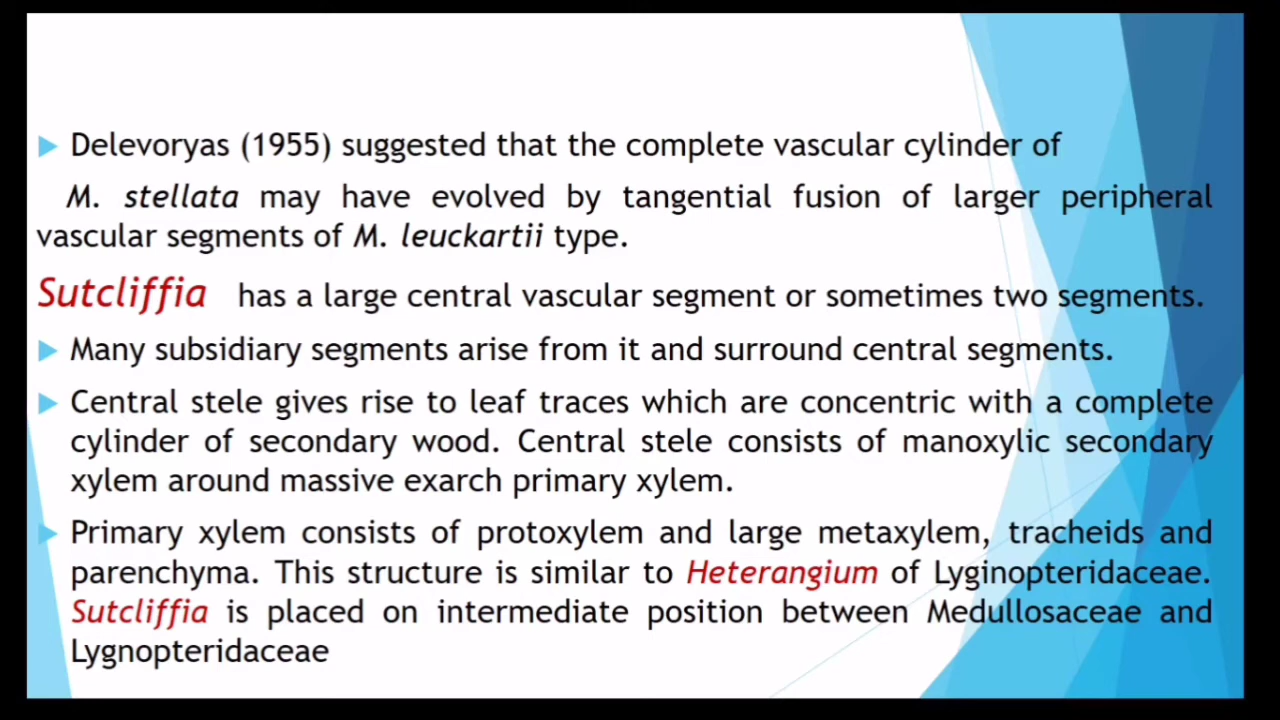 Delevoryas (1955) suggested that the complete vascular cylinder of
M. stellata may have evolved by tangential fusion of larger peripheral
vascular segments of M. leuckartii type.
Sutcliffia has a large central vascular segment or sometimes two segments.
Many subsidiary segments arise from it and surround central segments.
Central stele gives rise to leaf traces which are concentric with a complete
cylinder of secondary wood. Central stele consists of manoxylic secondary
xylem around massive exarch primary xylem.
Primary xylem consists of protoxylem and large metaxylem, tracheids and
parenchyma. This structure is similar to Heterangium of Lyginopteridaceae.
Sutcliffia is placed on intermediate position between Medullosaceae and
Lygnopteridaceae